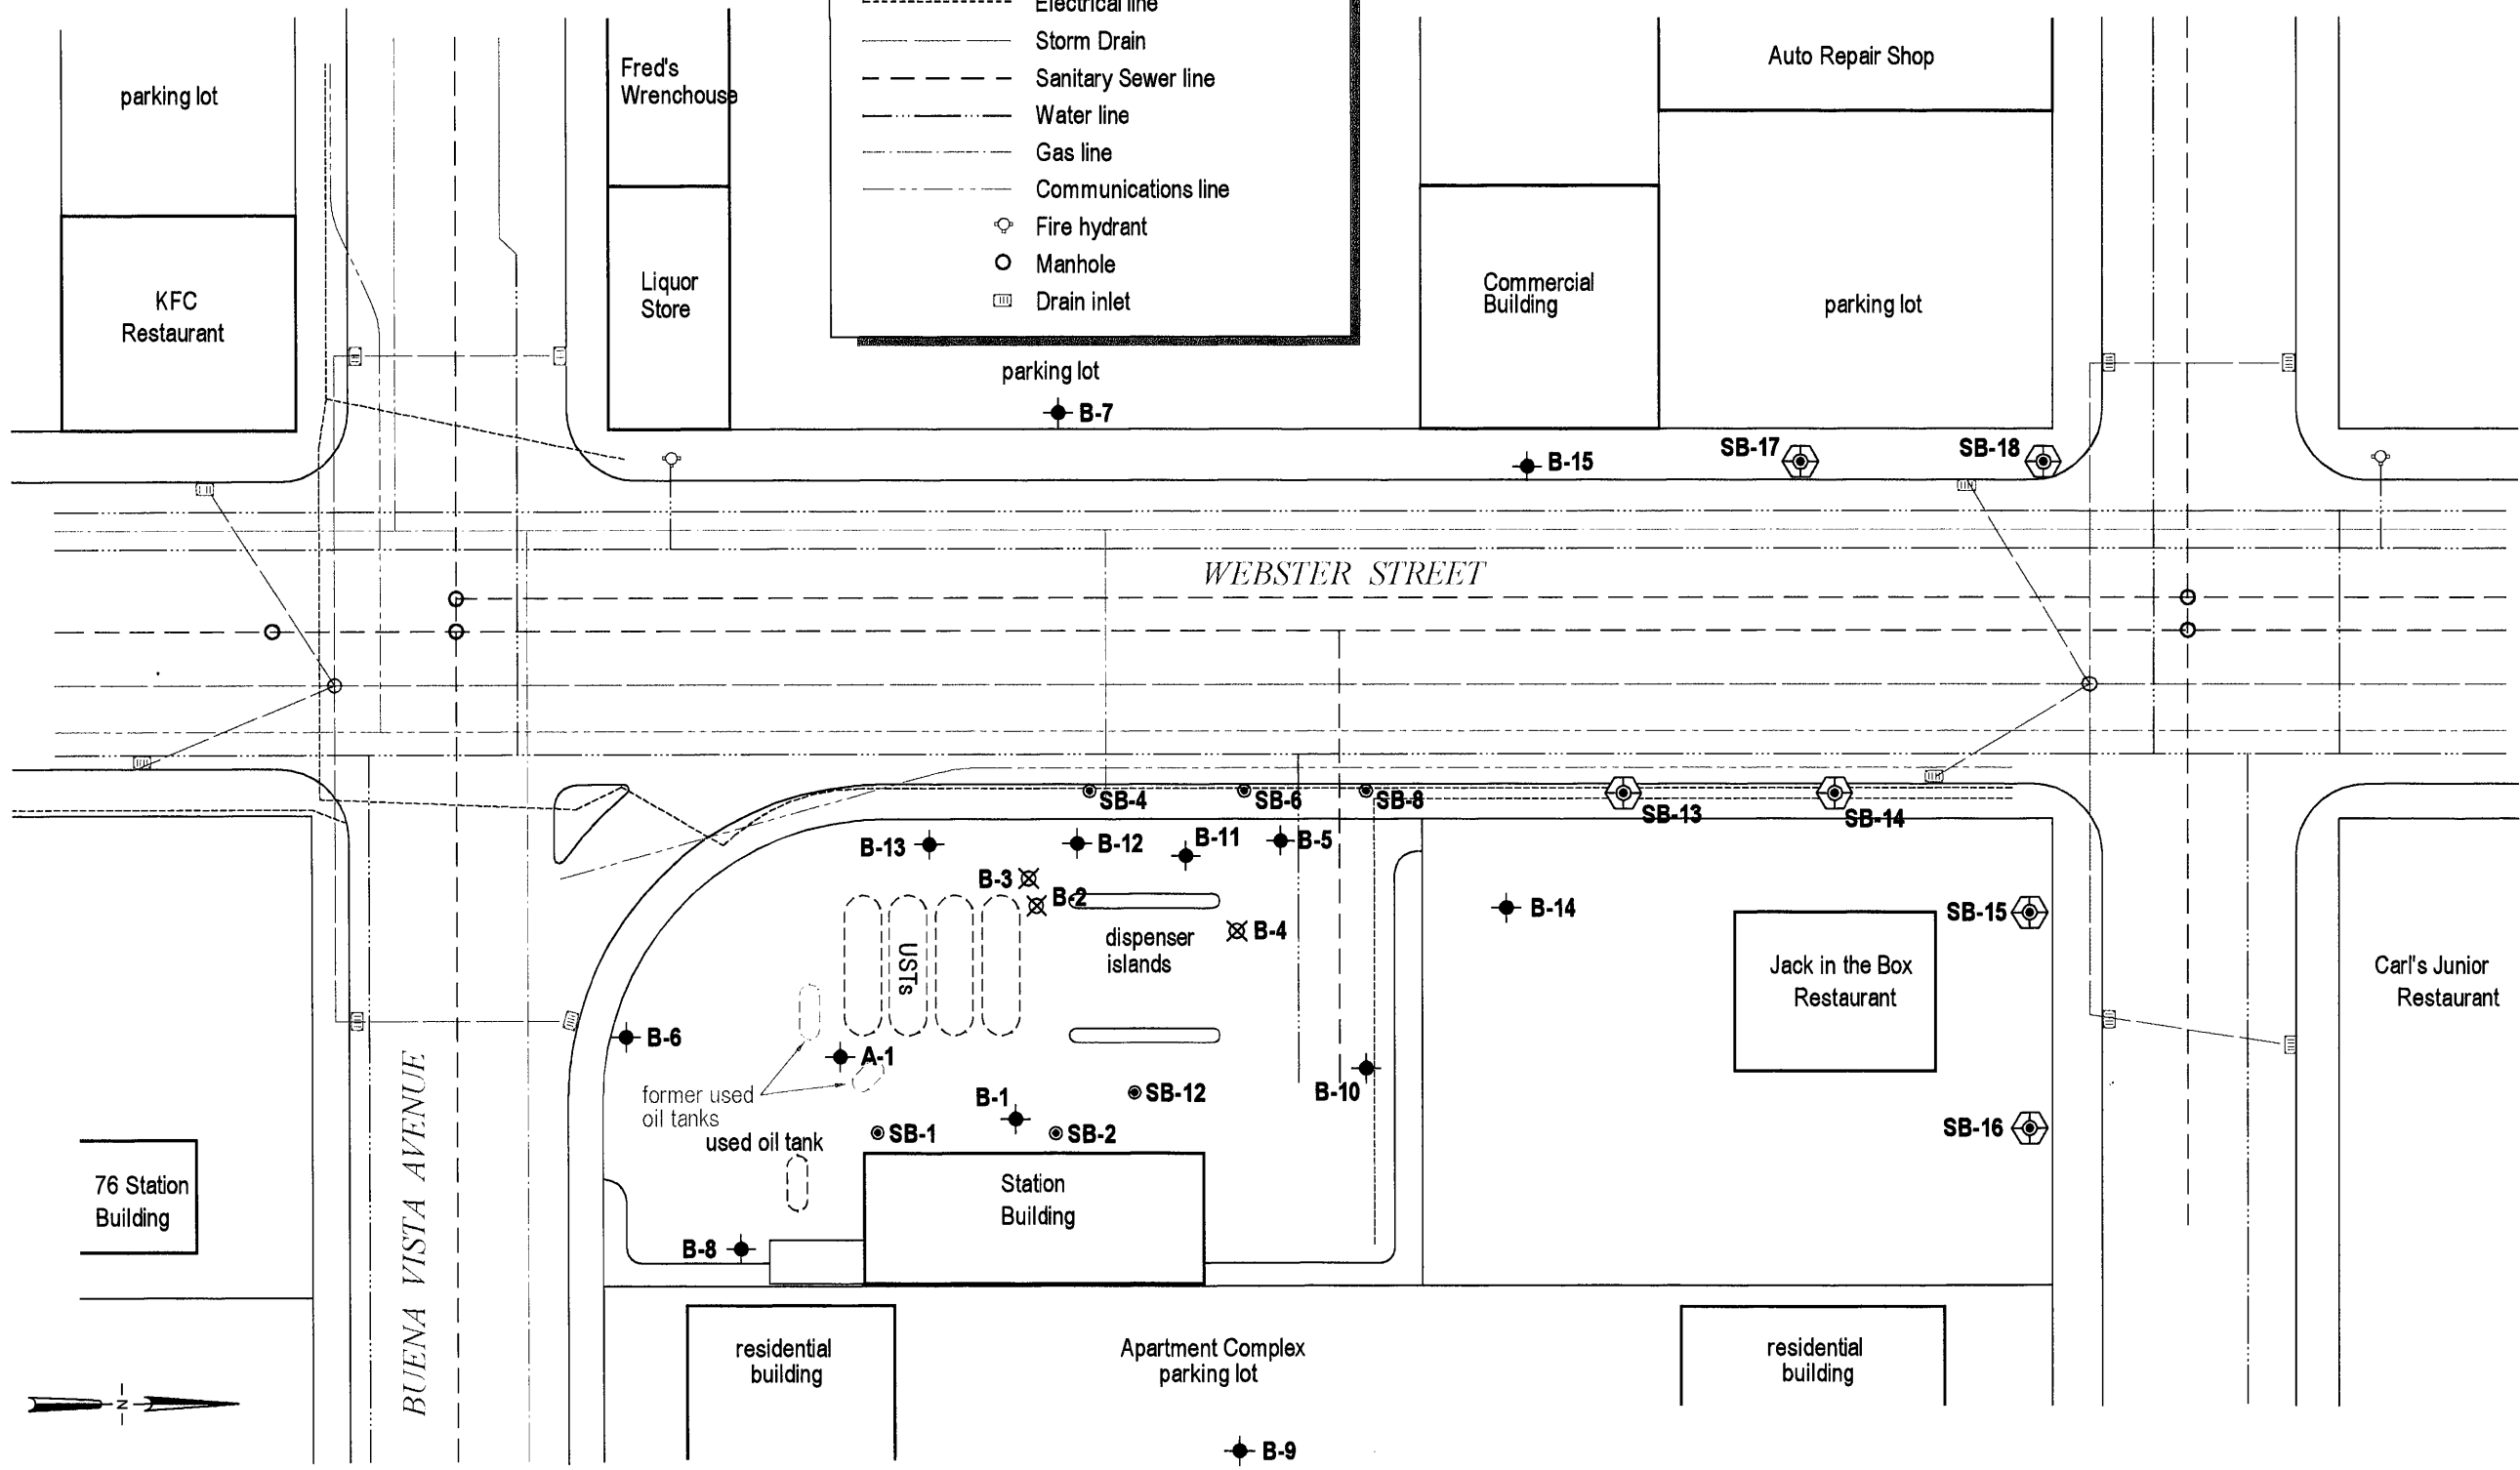 Electrical line
Storm Drain
Sanitary Sewer line
Water line
Gas line
Communications line
Fire hydrant
Manhole
Drain inlet
parking lot
Fred's
Wrenchouse
Auto Repair Shop
KFC
Restaurant
Liquor
Store
Commercial
Building
parking lot
parking lot
B-7
B-15
SB-17
SB-18
WEBSTER STREET
SB-4
SB-6
SB-8
SB-13
SB-14
B-13
B-12
B-11
B-5
B-3
B-2
B-4
B-14
USTs
dispenser
islands
SB-15
Jack in the Box
Restaurant
Carl's Junior
Restaurant
B-6
A-1
former used
oil tanks
B-1
SB-12
B-10
SB-1
SB-2
SB-16
used oil tank
76 Station
Building
Station
Building
B-8
BUENA VISTA AVENUE
residential
building
Apartment Complex
parking lot
residential
building
N
B-9